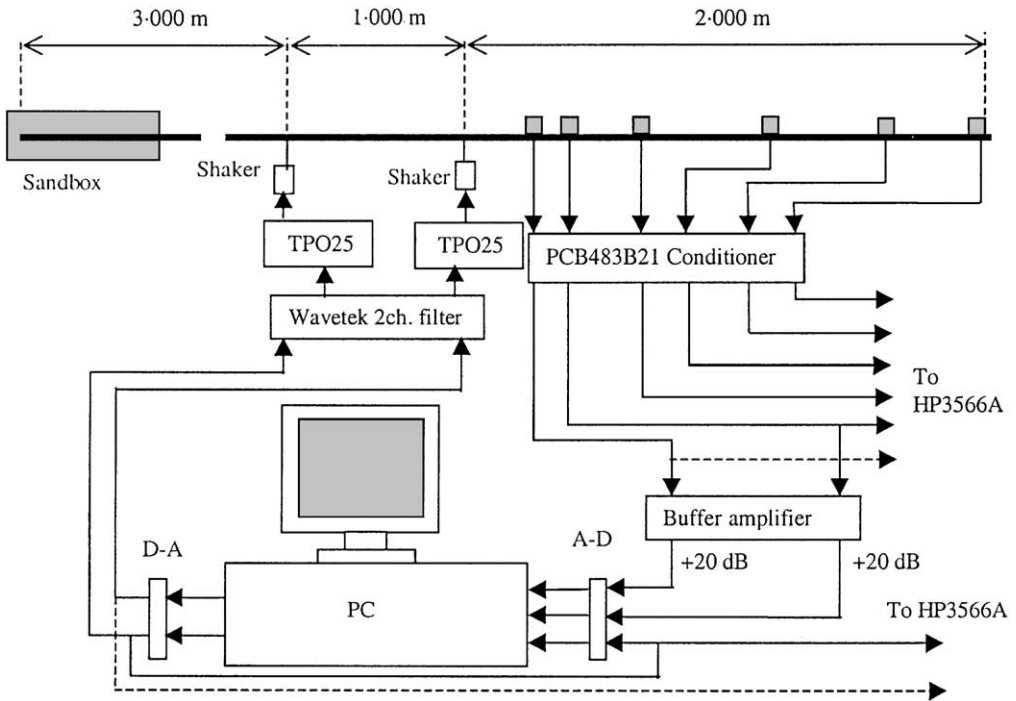 3·000 m
1·000 m
2·000 m
Sandbox
Shaker
Shaker
TPO25
TPO25
PCB483B21 Conditioner
Wavetek 2ch. filter
To
HP3566A
Buffer amplifier
D-A
A-D
+20 dB
+20 dB
PC
To HP3566A